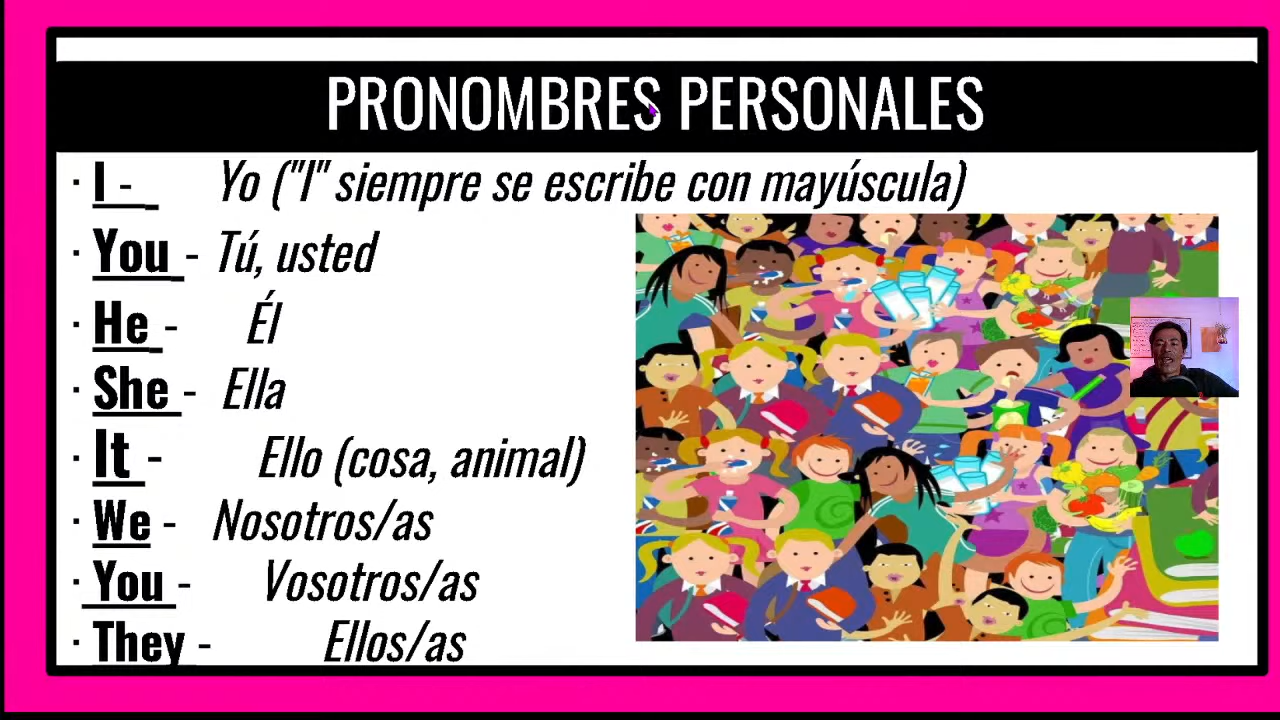 PRONOMBRES PERSONALES
· I - Yo ("I" siempre se escribe con mayúscula)
· You - Tú, usted
· He - Él
· She - Ella
· It - Ello (cosa, animal)
· We - Nosotros/as
· You - Vosotros/as
· They - Ellos/as